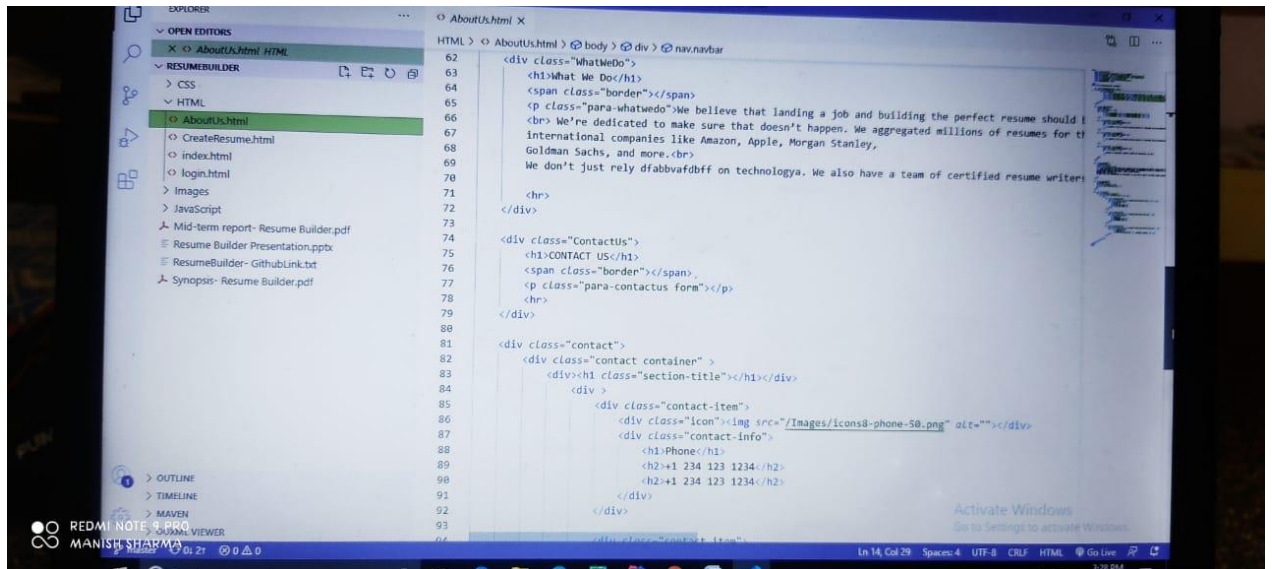 EXPLORER
...
AboutUs.html ×
OPEN EDITORS
× <> AboutUs.html HTML
HTML > <> AboutUs.html > body > div > nav.navbar
RESUMEBUILDER
> CSS
HTML
<> AboutUs.html
<> CreateResume.html
<> index.html
<> login.html
> Images
> JavaScript
Mid-term report- Resume Builder.pdf
Resume Builder Presentation.pptx
ResumeBuilder- GithubLink.txt
Synopsis- Resume Builder.pdf
> OUTLINE
> TIMELINE
> MAVEN
VIEWER
62 <div class="WhatWeDo">
63 <h1>What We Do</h1>
64 <span class="border"></span>
65 <p class="para-whatwedo">We believe that landing a job and building the perfect resume should
66 <br> We're dedicated to make sure that doesn't happen. We aggregated millions of resumes for
67 international companies like Amazon, Apple, Morgan Stanley,
68 Goldman Sachs, and more.<br>
69 We don't just rely dfabbvafdbff on technologya. We also have a team of certified resume writer
70
71 <hr>
72 </div>
73
74 <div class="ContactUs">
75 <h1>CONTACT US</h1>
76 <span class="border"></span>
77 <p class="para-contactus form"></p>
78 <hr>
79 </div>
80
81 <div class="contact">
82 <div class="contact container" >
83 <div><h1 class="section-title"></h1></div>
84 <div >
85 <div class="contact-item">
86 <div class="icon"><img src="/Images/icons8-phone-50.png" alt=""></div>
87 <div class="contact-info">
88 <h1>Phone</h1>
89 <h2>+1 234 123 1234</h2>
90 <h2>+1 234 123 1234</h2>
91 </div>
92 </div>
93
Activate Windows
Go to Settings to activate Windows.
REDMI NOTE 9 PRO
MANISH SHARMA
master 0↓ 2↑ 0 0
Ln 14, Col 29 Spaces: 4 UTF-8 CRLF HTML Go Live